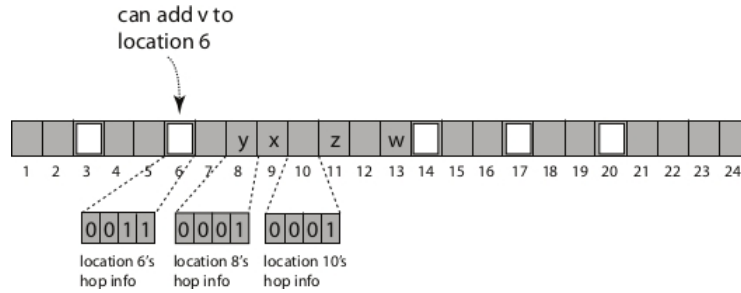 can add v to
location 6
y x z w
1 2 3 4 5 6 7 8 9 10 11 12 13 14 15 16 17 18 19 20 21 22 23 24
0 0 1 1 0 0 0 1 0 0 0 1
location 6's location 8's location 10's
hop info hop info hop info